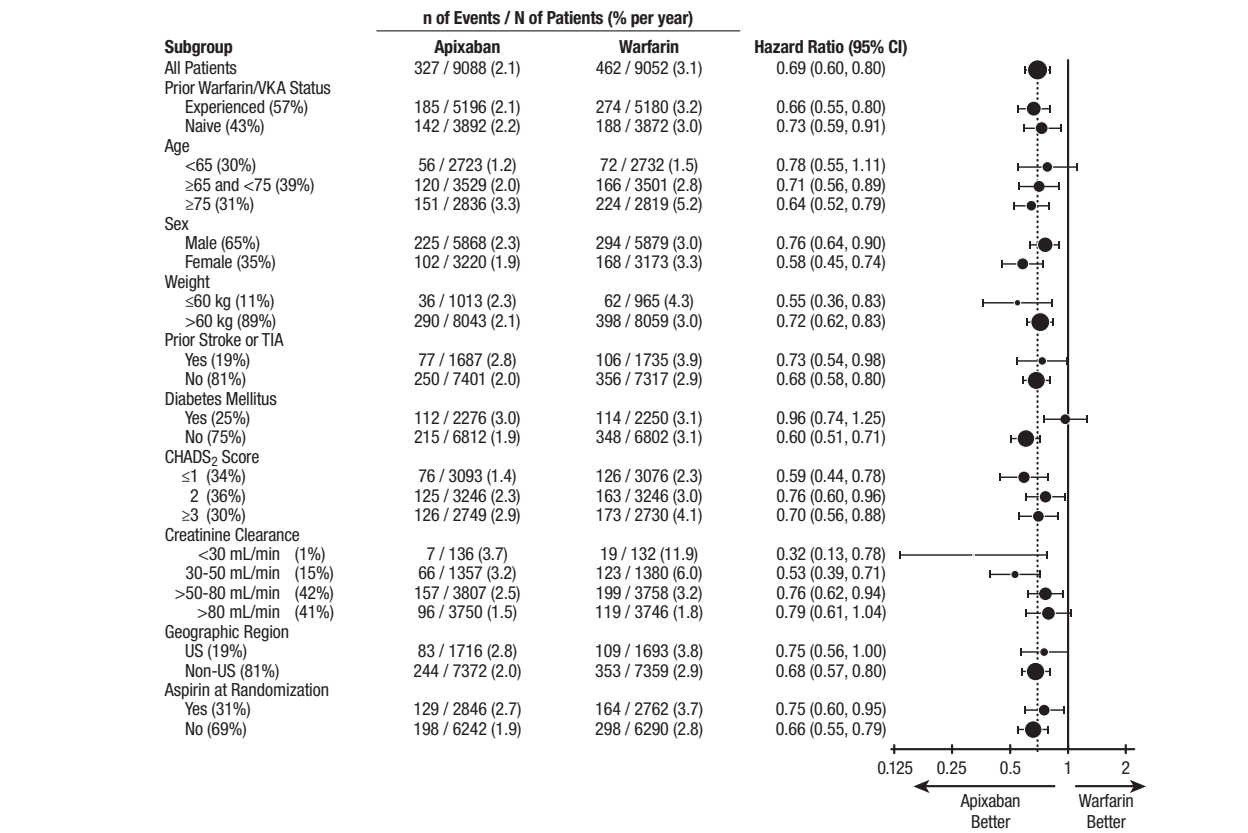 n of Events / N of Patients (% per year)
Subgroup Apixaban Warfarin Hazard Ratio (95% CI)
All Patients 327 / 9088 (2.1) 462 / 9052 (3.1) 0.69 (0.60, 0.80)
Prior Warfarin/VKA Status
Experienced (57%) 185 / 5196 (2.1) 274 / 5180 (3.2) 0.66 (0.55, 0.80)
Naive (43%) 142 / 3892 (2.2) 188 / 3872 (3.0) 0.73 (0.59, 0.91)
Age
<65 (30%) 56 / 2723 (1.2) 72 / 2732 (1.5) 0.78 (0.55, 1.11)
≥65 and <75 (39%) 120 / 3529 (2.0) 166 / 3501 (2.8) 0.71 (0.56, 0.89)
≥75 (31%) 151 / 2836 (3.3) 224 / 2819 (5.2) 0.64 (0.52, 0.79)
Sex
Male (65%) 225 / 5868 (2.3) 294 / 5879 (3.0) 0.76 (0.64, 0.90)
Female (35%) 102 / 3220 (1.9) 168 / 3173 (3.3) 0.58 (0.45, 0.74)
Weight
≤60 kg (11%) 36 / 1013 (2.3) 62 / 965 (4.3) 0.55 (0.36, 0.83)
>60 kg (89%) 290 / 8043 (2.1) 398 / 8059 (3.0) 0.72 (0.62, 0.83)
Prior Stroke or TIA
Yes (19%) 77 / 1687 (2.8) 106 / 1735 (3.9) 0.73 (0.54, 0.98)
No (81%) 250 / 7401 (2.0) 356 / 7317 (2.9) 0.68 (0.58, 0.80)
Diabetes Mellitus
Yes (25%) 112 / 2276 (3.0) 114 / 2250 (3.1) 0.96 (0.74, 1.25)
No (75%) 215 / 6812 (1.9) 348 / 6802 (3.1) 0.60 (0.51, 0.71)
CHADS₂ Score
≤1 (34%) 76 / 3093 (1.4) 126 / 3076 (2.3) 0.59 (0.44, 0.78)
2 (36%) 125 / 3246 (2.3) 163 / 3246 (3.0) 0.76 (0.60, 0.96)
≥3 (30%) 126 / 2749 (2.9) 173 / 2730 (4.1) 0.70 (0.56, 0.88)
Creatinine Clearance
<30 mL/min (1%) 7 / 136 (3.7) 19 / 132 (11.9) 0.32 (0.13, 0.78)
30-50 mL/min (15%) 66 / 1357 (3.2) 123 / 1380 (6.0) 0.53 (0.39, 0.71)
>50-80 mL/min (42%) 157 / 3807 (2.5) 199 / 3758 (3.2) 0.76 (0.62, 0.94)
>80 mL/min (41%) 96 / 3750 (1.5) 119 / 3746 (1.8) 0.79 (0.61, 1.04)
Geographic Region
US (19%) 83 / 1716 (2.8) 109 / 1693 (3.8) 0.75 (0.56, 1.00)
Non-US (81%) 244 / 7372 (2.0) 353 / 7359 (2.9) 0.68 (0.57, 0.80)
Aspirin at Randomization
Yes (31%) 129 / 2846 (2.7) 164 / 2762 (3.7) 0.75 (0.60, 0.95)
No (69%) 198 / 6242 (1.9) 298 / 6290 (2.8) 0.66 (0.55, 0.79)
0.125 0.25 0.5 1 2
Apixaban Warfarin
Better Better